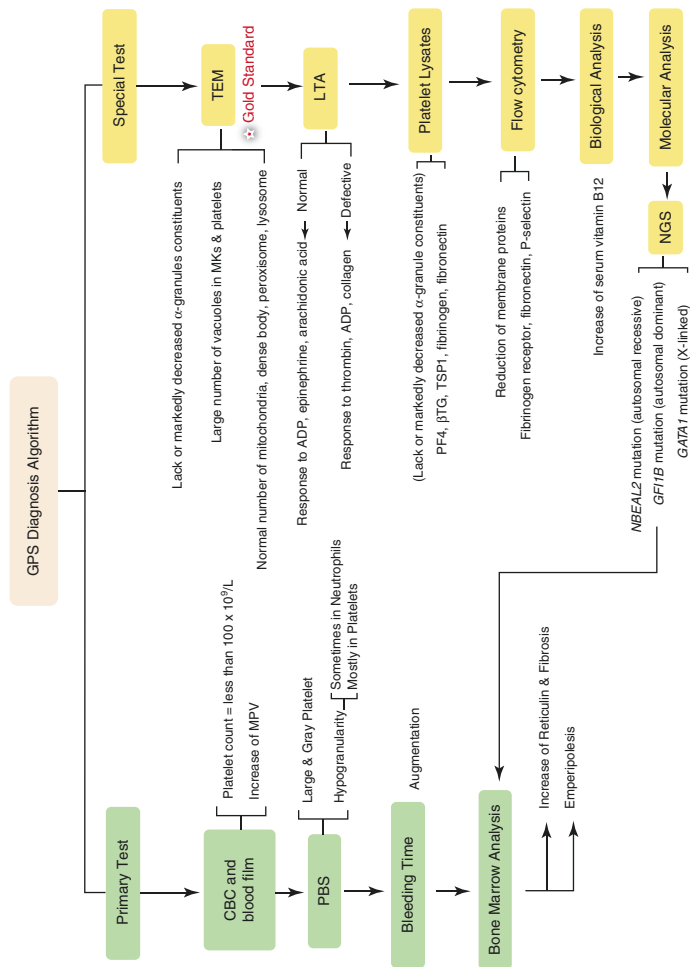 GPS Diagnosis Algorithm
Primary Test
CBC and
blood film
Platelet count = less than 100 x 10⁹/L
Increase of MPV
PBS
Large & Gray Platelet
Hypogranularity
Sometimes in Neutrophils
Mostly in Platelets
Bleeding Time
Augmentation
Bone Marrow Analysis
Increase of Reticulin & Fibrosis
Emperipolesis
Special Test
TEM
Gold Standard
Lack or markedly decreased α-granules constituents
Large number of vacuoles in MKs & platelets
Normal number of mitochondria, dense body, peroxisome, lysosome
LTA
Response to ADP, epinephrine, arachidonic acid
Normal
Response to thrombin, ADP, collagen
Defective
Platelet Lysates
(Lack or markedly decreased α-granule constituents)
PF4, βTG, TSP1, fibrinogen, fibronectin
Flow cytometry
Reduction of membrane proteins
Fibrinogen receptor, fibronectin, P-selectin
Biological Analysis
Increase of serum vitamin B12
Molecular Analysis
NGS
NBEAL2 mutation (autosomal recessive)
GFI1B mutation (autosomal dominant)
GATA1 mutation (X-linked)